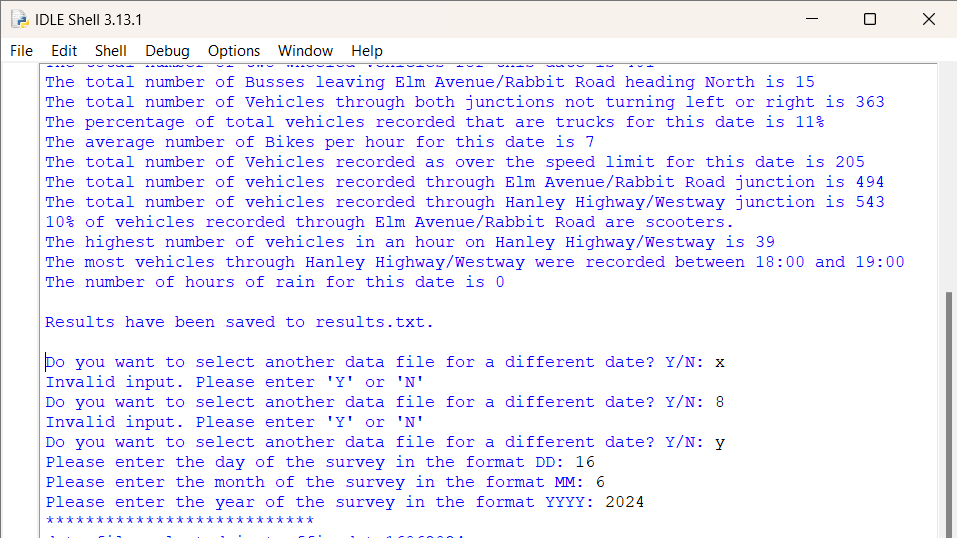 IDLE Shell 3.13.1
File Edit Shell Debug Options Window Help
The total number of Busses leaving Elm Avenue/Rabbit Road heading North is 15
The total number of Vehicles through both junctions not turning left or right is 363
The percentage of total vehicles recorded that are trucks for this date is 11%
The average number of Bikes per hour for this date is 7
The total number of Vehicles recorded as over the speed limit for this date is 205
The total number of vehicles recorded through Elm Avenue/Rabbit Road junction is 494
The total number of vehicles recorded through Hanley Highway/Westway junction is 543
10% of vehicles recorded through Elm Avenue/Rabbit Road are scooters.
The highest number of vehicles in an hour on Hanley Highway/Westway is 39
The most vehicles through Hanley Highway/Westway were recorded between 18:00 and 19:00
The number of hours of rain for this date is 0
Results have been saved to results.txt.
Do you want to select another data file for a different date? Y/N: x
Invalid input. Please enter 'Y' or 'N'
Do you want to select another data file for a different date? Y/N: 8
Invalid input. Please enter 'Y' or 'N'
Do you want to select another data file for a different date? Y/N: y
Please enter the day of the survey in the format DD: 16
Please enter the month of the survey in the format MM: 6
Please enter the year of the survey in the format YYYY: 2024
***************************